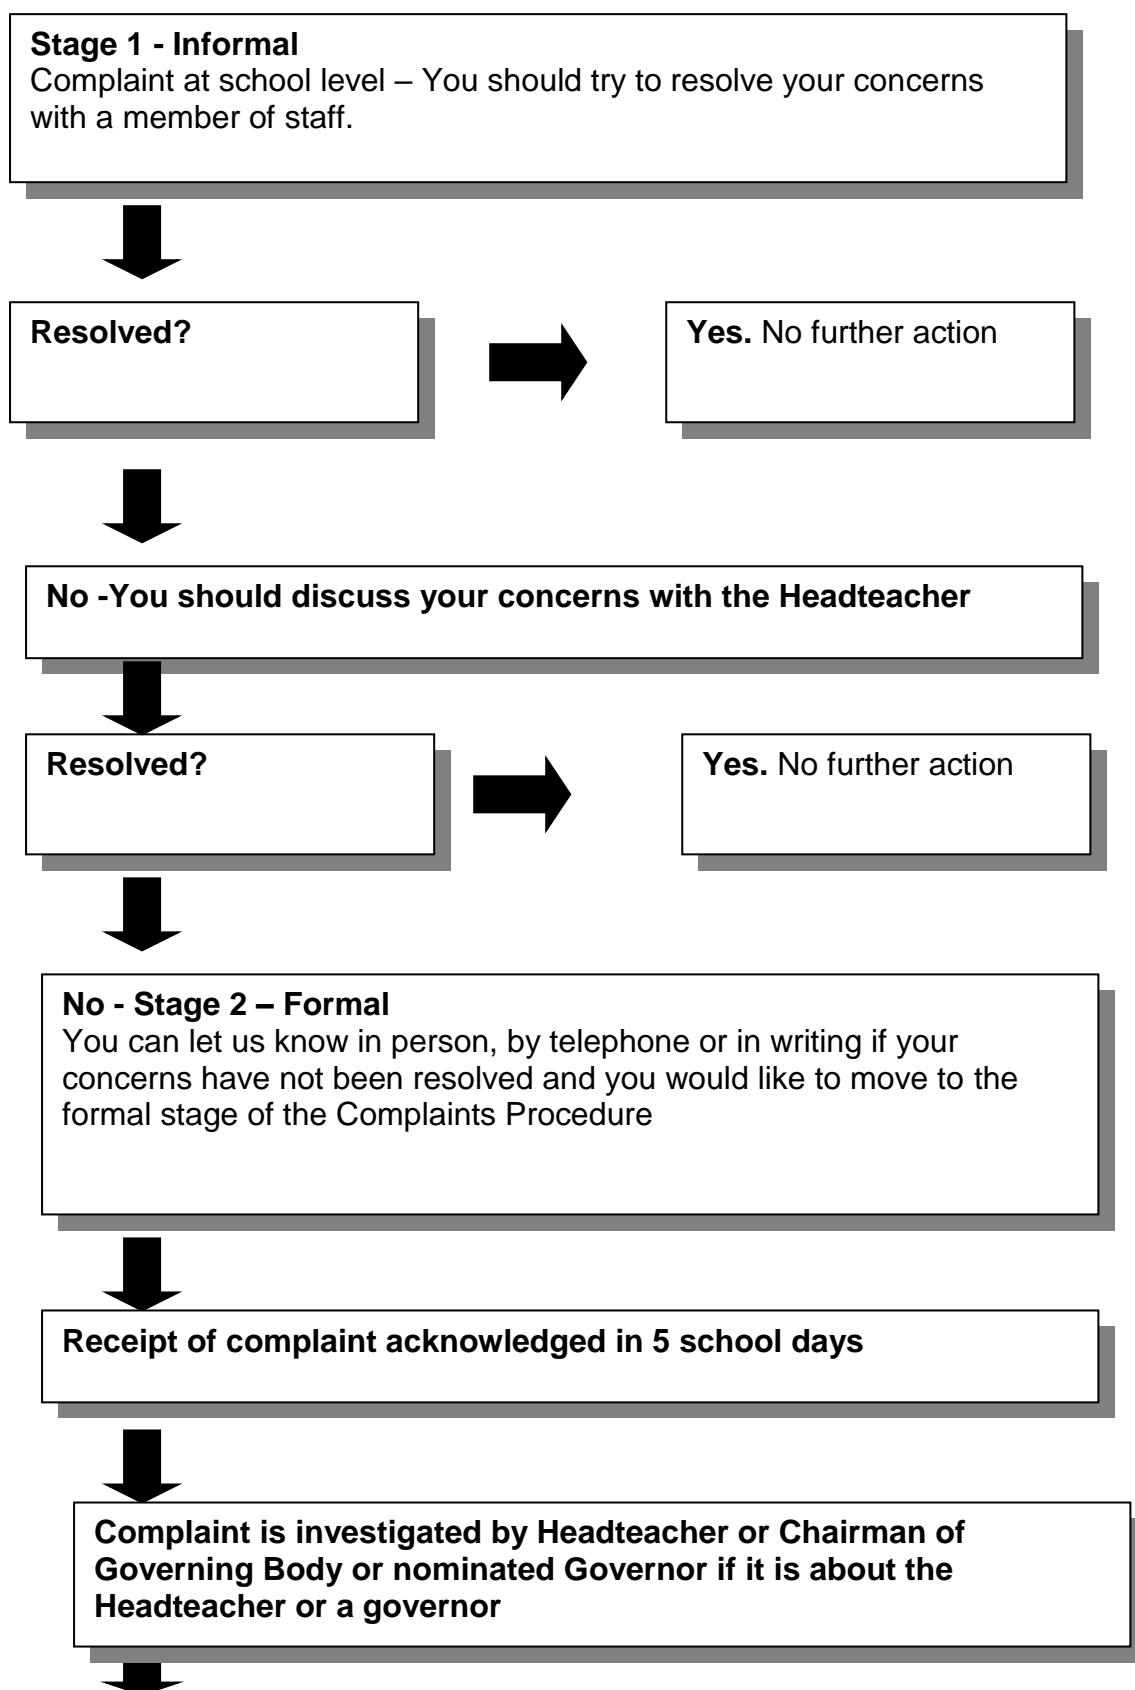 Stage 1 - Informal
Complaint at school level – You should try to resolve your concerns
with a member of staff.
Resolved?
Yes. No further action
No -You should discuss your concerns with the Headteacher
Resolved?
Yes. No further action
No - Stage 2 – Formal
You can let us know in person, by telephone or in writing if your
concerns have not been resolved and you would like to move to the
formal stage of the Complaints Procedure
Receipt of complaint acknowledged in 5 school days
Complaint is investigated by Headteacher or Chairman of
Governing Body or nominated Governor if it is about the
Headteacher or a governor